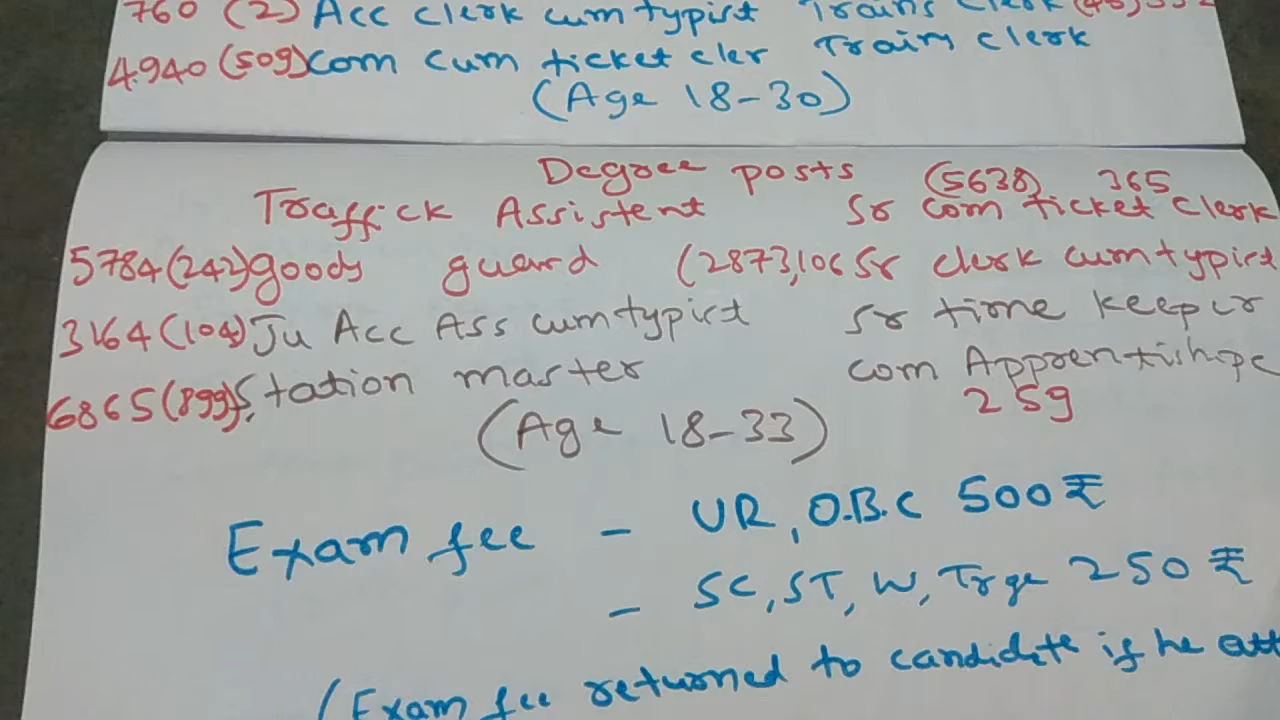 760 (2) Acc clerk cum typist Trains clerk
4940 (509) Com cum ticket cler Train clerk
(Age 18-30)
Degree posts (5638) 365
Traffick Assistent Sr com ticket clerk
5784 (242) goods guard (2873,106 Sr clerk cum typist
3164 (104) Ju Acc Ass cum typist Sr time keeper
6865 (899) Station master com Apprentishipe
(Age 18-33) 259
Exam fee - UR, O.B.C 500 ₹
- SC, ST, W, Trge 250 ₹
(Exam fee returned to candidate if he att